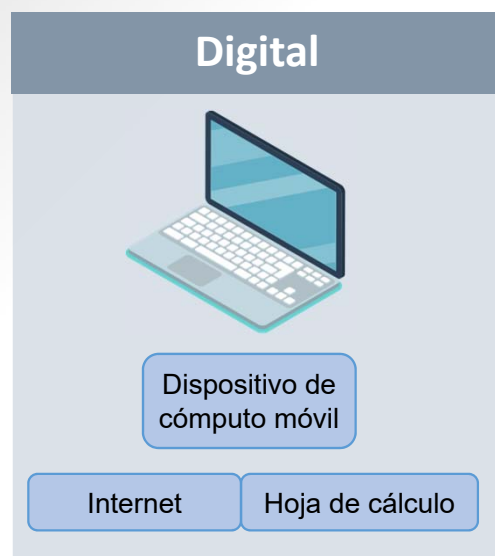 Digital
Dispositivo de
cómputo móvil
Internet
Hoja de cálculo